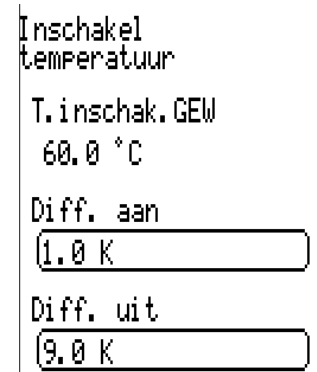 Inschakel
temperatuur
T.inschak.GEW
60.0 °C
Diff. aan
1.0 K
Diff. uit
9.0 K